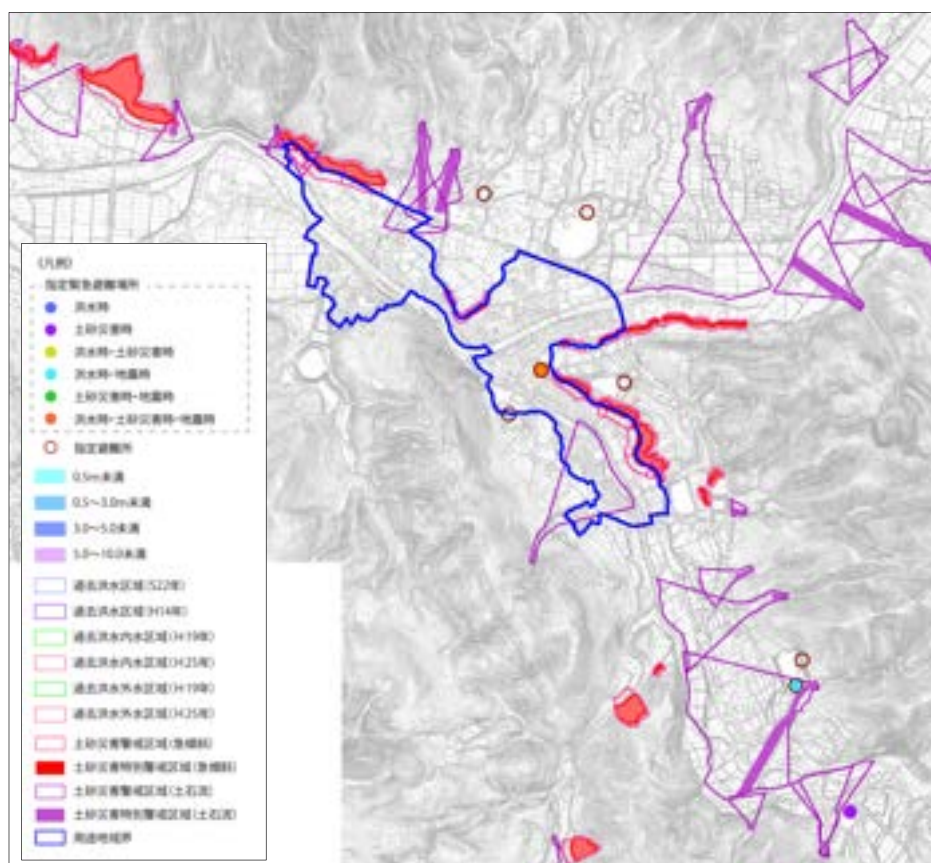 (凡例)
指定緊急避難場所
洪水時
土砂災害時
洪水時・土砂災害時
洪水時・地震時
土砂災害時・地震時
洪水時・土砂災害時・地震時
指定避難所
0.5m未満
0.5～3.0m未満
3.0～5.0未満
5.0～10.0未満
過去洪水区域(S22年)
過去洪水区域(H14年)
過去洪水内水区域(H19年)
過去洪水内水区域(H25年)
過去洪水外水区域(H19年)
過去洪水外水区域(H25年)
土砂災害警戒区域(急傾斜)
土砂災害特別警戒区域(急傾斜)
土砂災害警戒区域(土石流)
土砂災害特別警戒区域(土石流)
用途地域界